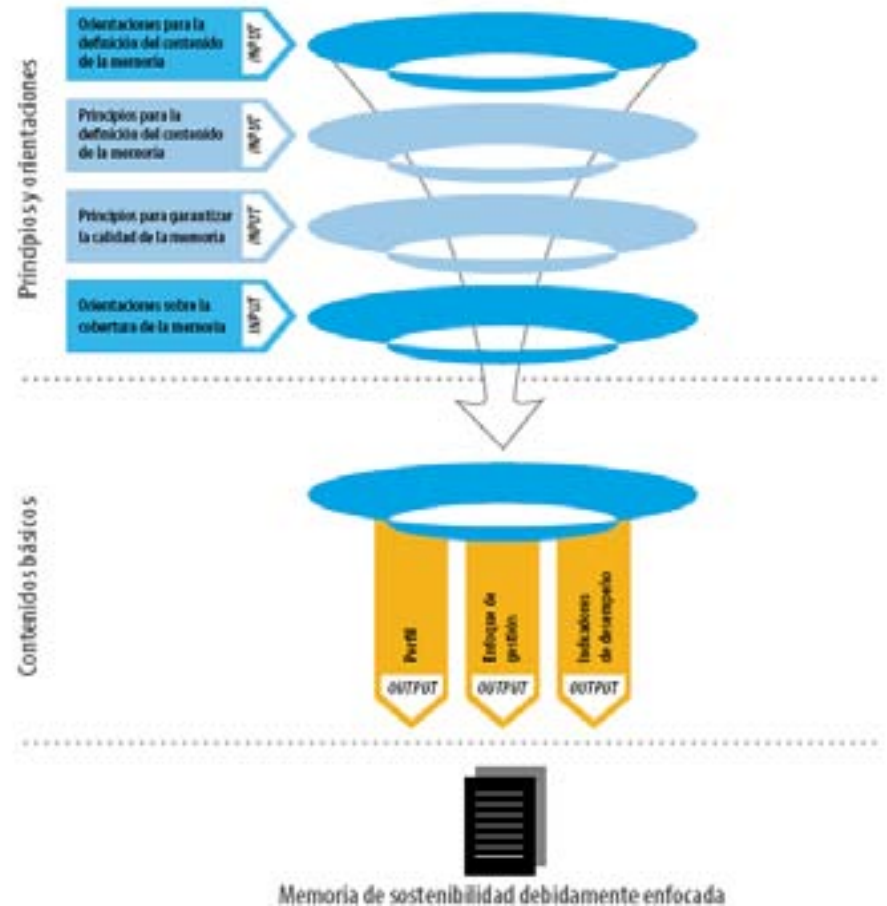 Principios y orientaciones
Orientaciones para la
definición del contenido
de la memoria
INPUT
Principios para la
definición del contenido
de la memoria
INPUT
Principios para garantizar
la calidad de la memoria
INPUT
Orientaciones sobre la
cobertura de la memoria
INPUT
Contenidos básicos
Perfil
OUTPUT
Enfoque de
gestión
OUTPUT
Indicadores
de desempeño
OUTPUT
Memoria de sostenibilidad debidamente enfocada